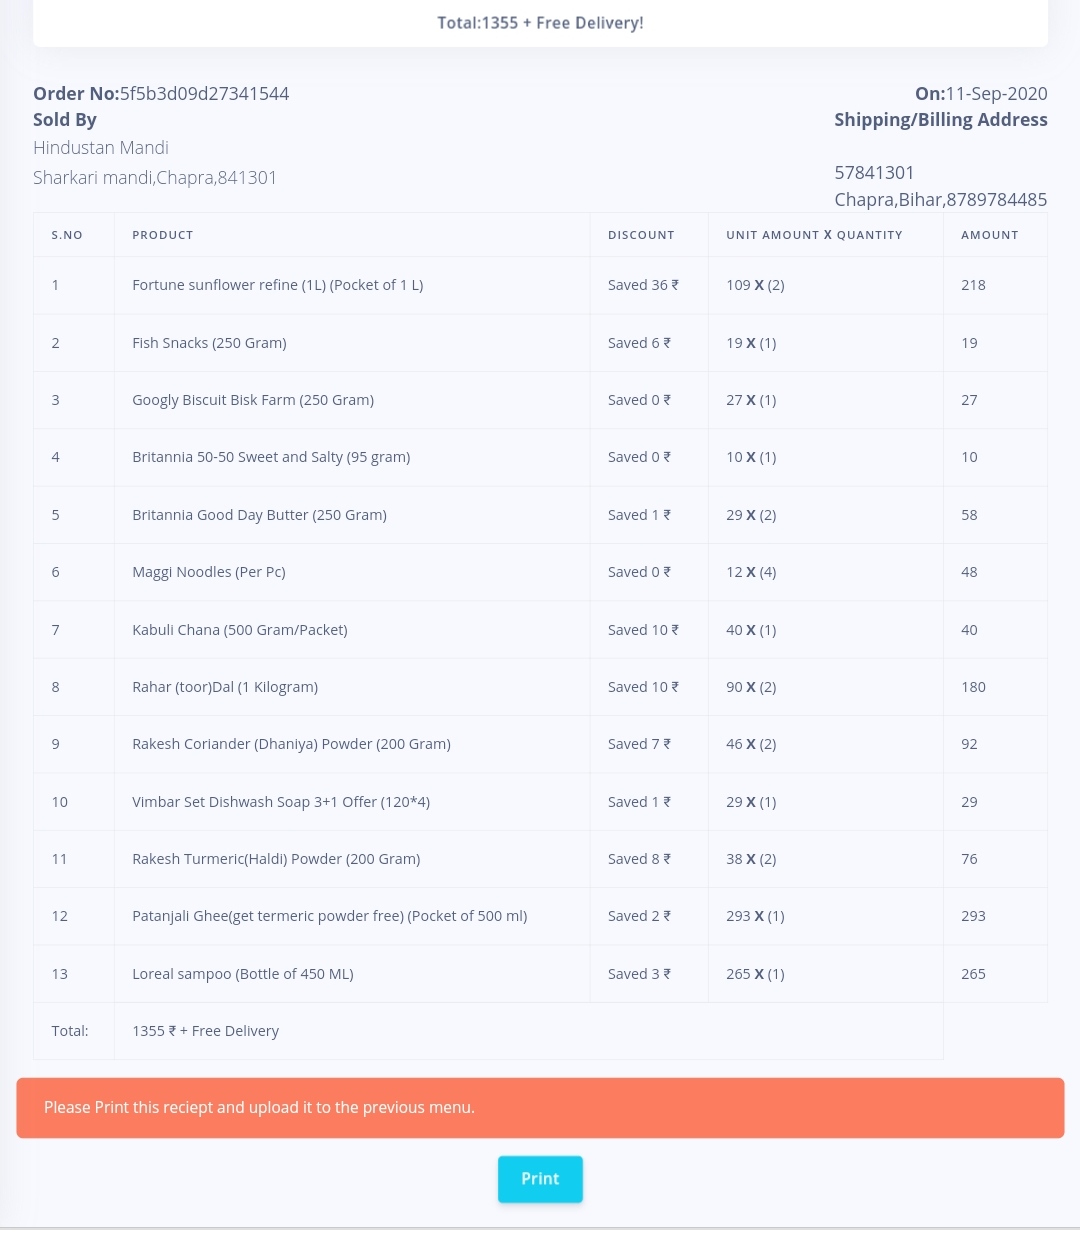 Total:1355 + Free Delivery!
Order No:5f5b3d09d27341544
On:11-Sep-2020
Sold By
Shipping/Billing Address
Hindustan Mandi
Sharkari mandi,Chapra,841301
57841301
Chapra,Bihar,8789784485
S.NO PRODUCT DISCOUNT UNIT AMOUNT X QUANTITY AMOUNT
1 Fortune sunflower refine (1L) (Pocket of 1 L) Saved 36 ₹ 109 X (2) 218
2 Fish Snacks (250 Gram) Saved 6 ₹ 19 X (1) 19
3 Googly Biscuit Bisk Farm (250 Gram) Saved 0 ₹ 27 X (1) 27
4 Britannia 50-50 Sweet and Salty (95 gram) Saved 0 ₹ 10 X (1) 10
5 Britannia Good Day Butter (250 Gram) Saved 1 ₹ 29 X (2) 58
6 Maggi Noodles (Per Pc) Saved 0 ₹ 12 X (4) 48
7 Kabuli Chana (500 Gram/Packet) Saved 10 ₹ 40 X (1) 40
8 Rahar (toor)Dal (1 Kilogram) Saved 10 ₹ 90 X (2) 180
9 Rakesh Coriander (Dhaniya) Powder (200 Gram) Saved 7 ₹ 46 X (2) 92
10 Vimbar Set Dishwash Soap 3+1 Offer (120*4) Saved 1 ₹ 29 X (1) 29
11 Rakesh Turmeric(Haldi) Powder (200 Gram) Saved 8 ₹ 38 X (2) 76
12 Patanjali Ghee(get termeric powder free) (Pocket of 500 ml) Saved 2 ₹ 293 X (1) 293
13 Loreal sampoo (Bottle of 450 ML) Saved 3 ₹ 265 X (1) 265
Total: 1355 ₹ + Free Delivery
Please Print this reciept and upload it to the previous menu.
Print